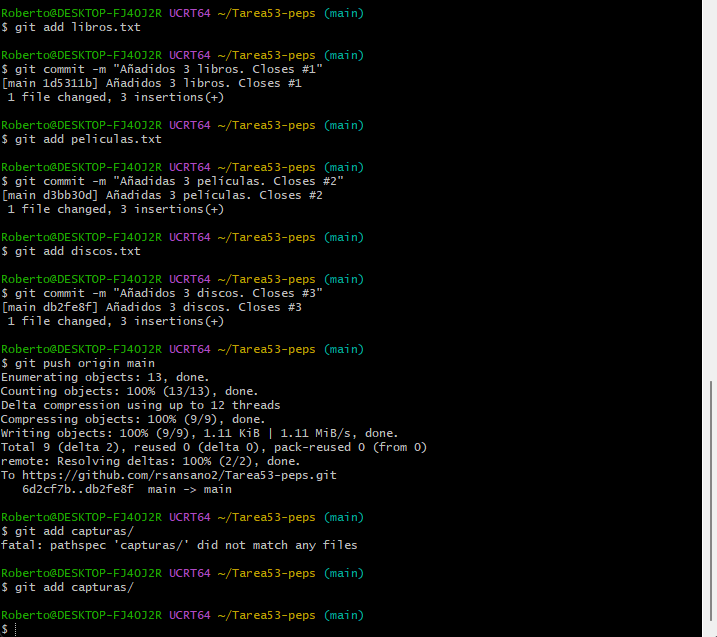 Roberto@DESKTOP-FJ4OJ2R UCRT64 ~/Tarea53-peps (main)
$ git add libros.txt
Roberto@DESKTOP-FJ4OJ2R UCRT64 ~/Tarea53-peps (main)
$ git commit -m "Añadidos 3 libros. Closes #1"
[main 1d5311b] Añadidos 3 libros. Closes #1
 1 file changed, 3 insertions(+)
Roberto@DESKTOP-FJ4OJ2R UCRT64 ~/Tarea53-peps (main)
$ git add peliculas.txt
Roberto@DESKTOP-FJ4OJ2R UCRT64 ~/Tarea53-peps (main)
$ git commit -m "Añadidas 3 películas. Closes #2"
[main d3bb30d] Añadidas 3 películas. Closes #2
 1 file changed, 3 insertions(+)
Roberto@DESKTOP-FJ4OJ2R UCRT64 ~/Tarea53-peps (main)
$ git add discos.txt
Roberto@DESKTOP-FJ4OJ2R UCRT64 ~/Tarea53-peps (main)
$ git commit -m "Añadidos 3 discos. Closes #3"
[main db2fe8f] Añadidos 3 discos. Closes #3
 1 file changed, 3 insertions(+)
Roberto@DESKTOP-FJ4OJ2R UCRT64 ~/Tarea53-peps (main)
$ git push origin main
Enumerating objects: 13, done.
Counting objects: 100% (13/13), done.
Delta compression using up to 12 threads
Compressing objects: 100% (9/9), done.
Writing objects: 100% (9/9), 1.11 KiB | 1.11 MiB/s, done.
Total 9 (delta 2), reused 0 (delta 0), pack-reused 0 (from 0)
remote: Resolving deltas: 100% (2/2), done.
To https://github.com/rsansano2/Tarea53-peps.git
   6d2cf7b..db2fe8f  main -> main
Roberto@DESKTOP-FJ4OJ2R UCRT64 ~/Tarea53-peps (main)
$ git add capturas/
fatal: pathspec 'capturas/' did not match any files
Roberto@DESKTOP-FJ4OJ2R UCRT64 ~/Tarea53-peps (main)
$ git add capturas/
Roberto@DESKTOP-FJ4OJ2R UCRT64 ~/Tarea53-peps (main)
$